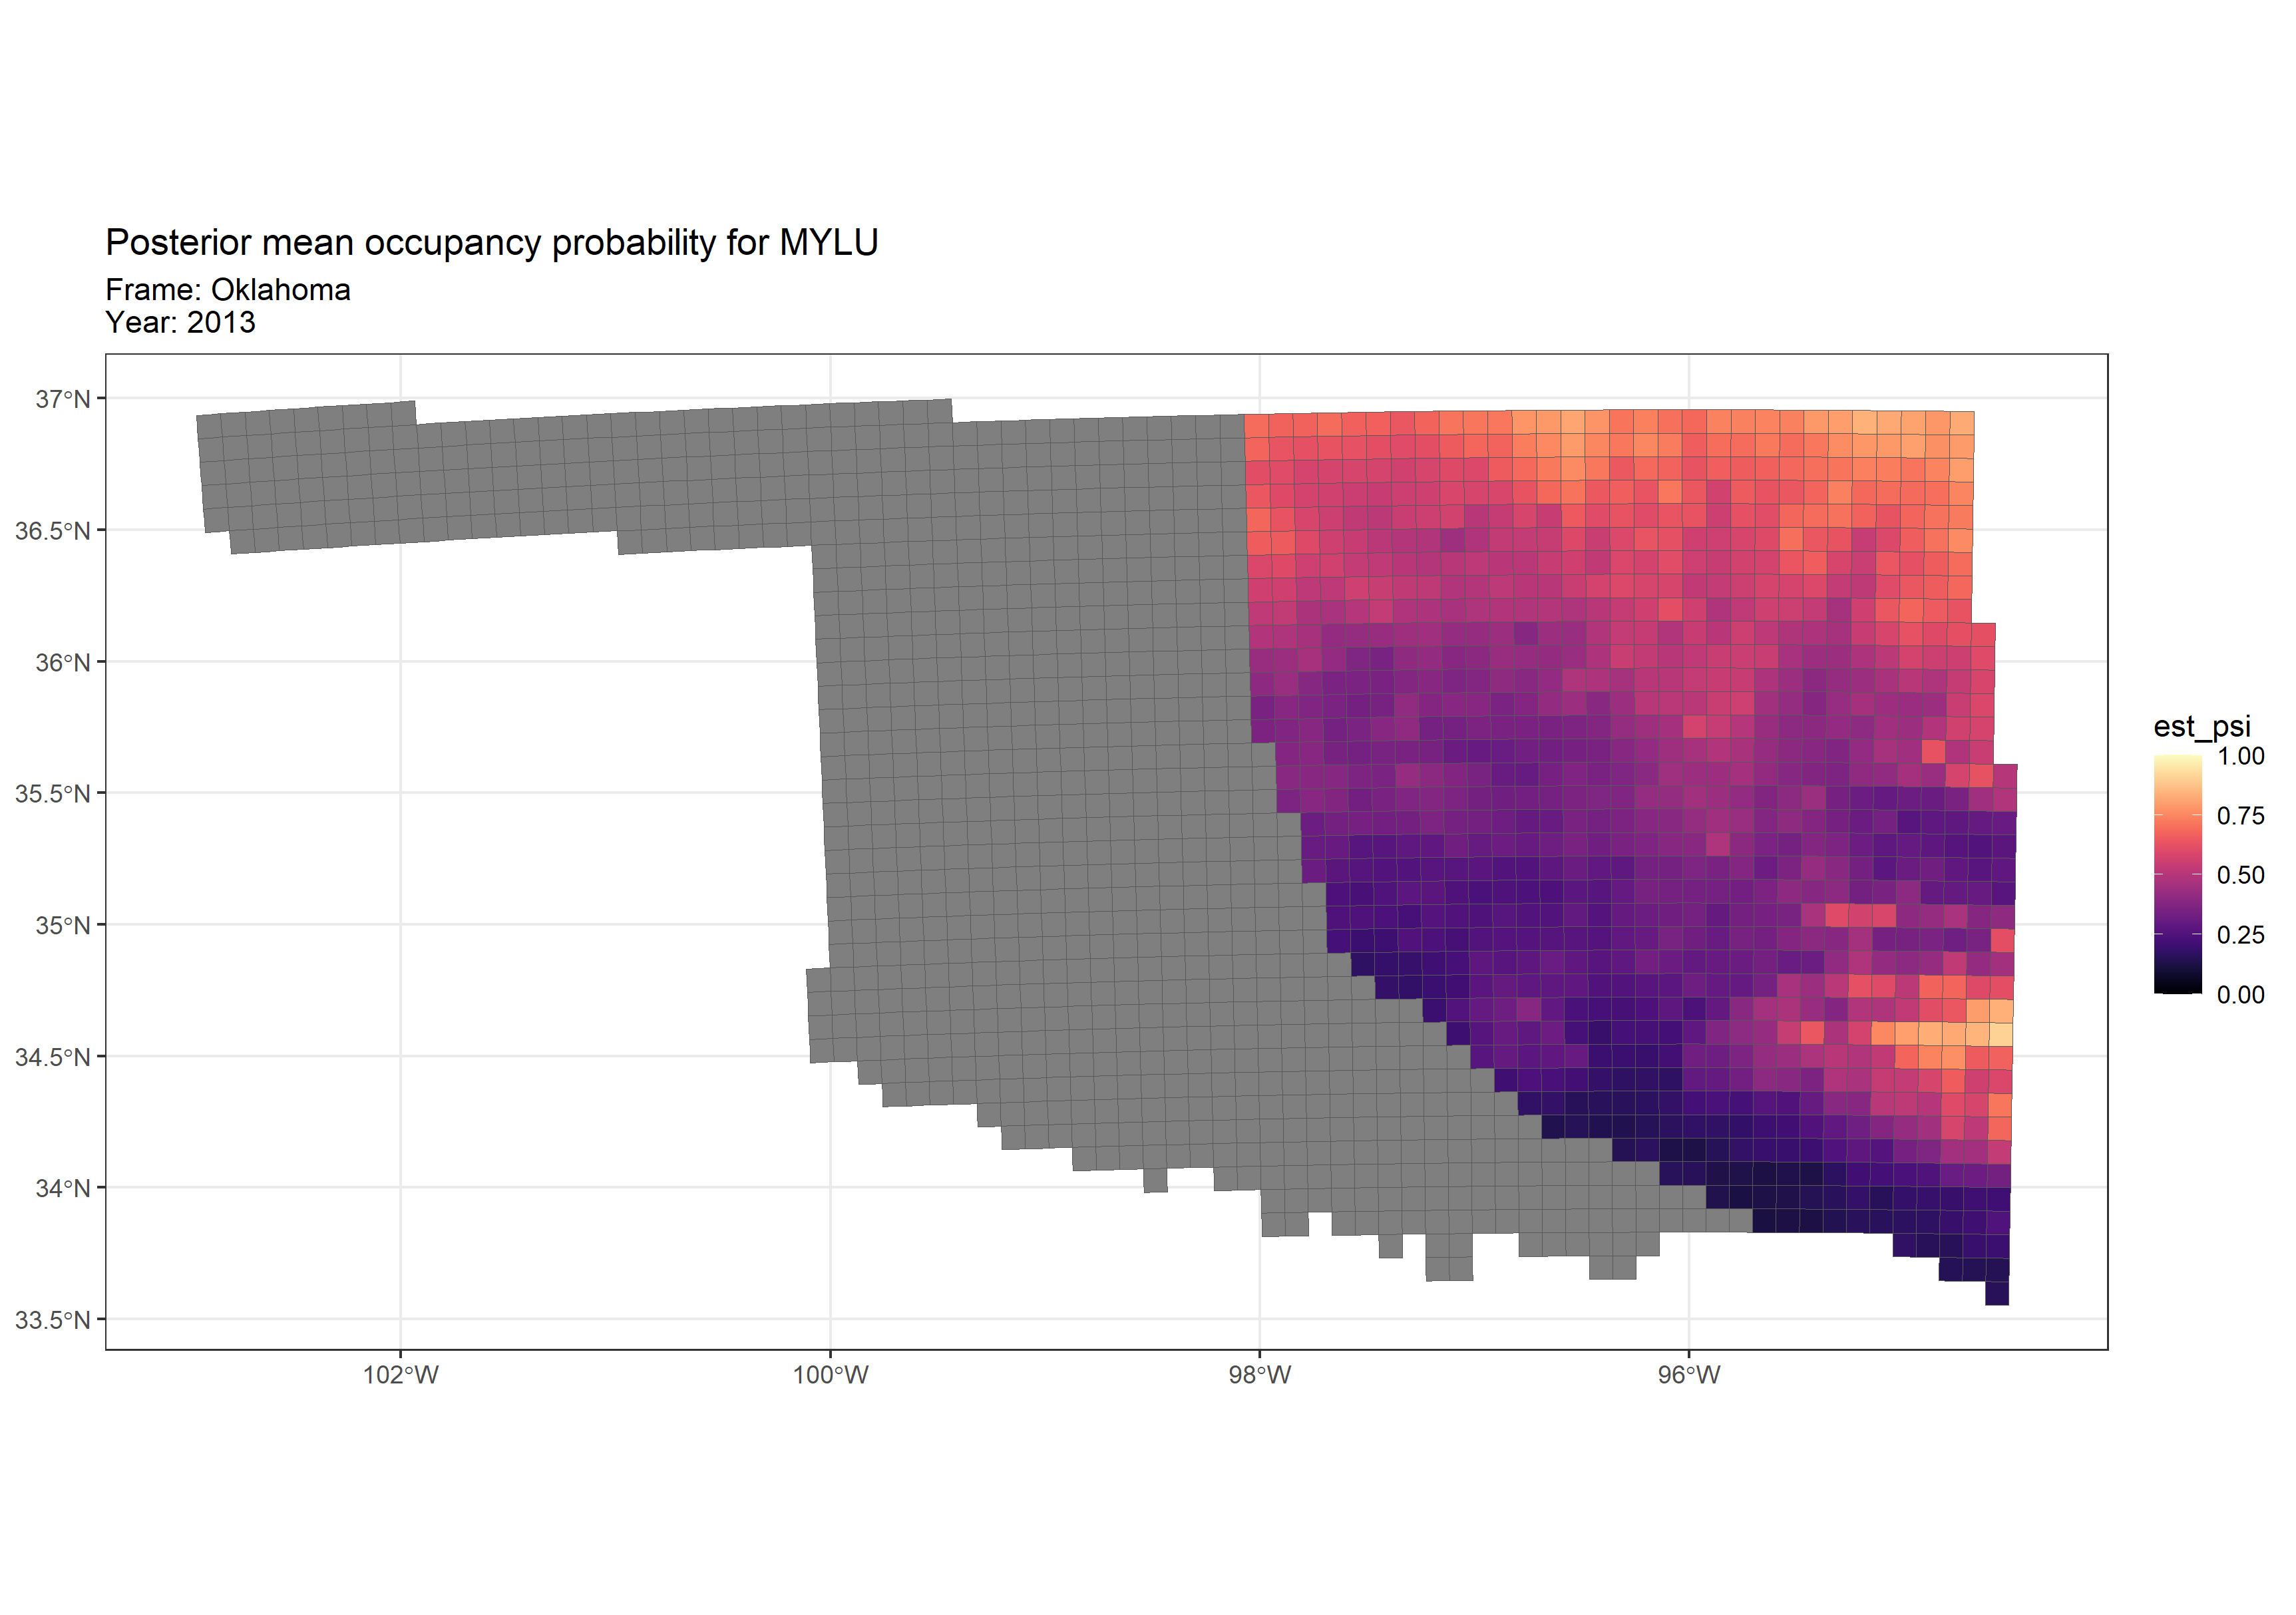 Posterior mean occupancy probability for MYLU
Frame: Oklahoma
Year: 2013
37°N
36.5°N
36°N
35.5°N
35°N
34.5°N
34°N
33.5°N
102°W
100°W
98°W
96°W
est_psi
1.00
0.75
0.50
0.25
0.00